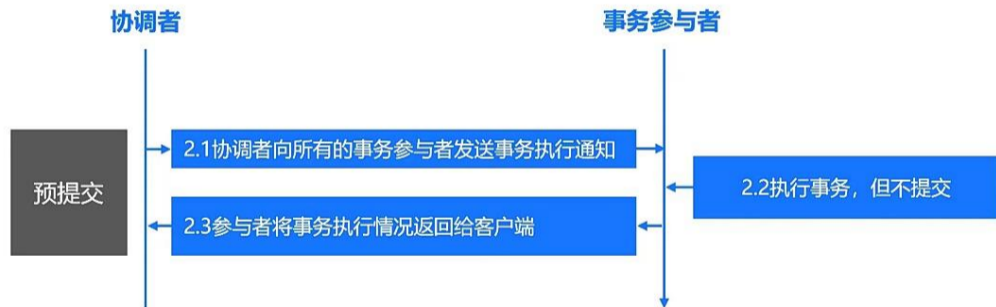 协调者
事务参与者
预提交
2.1协调者向所有的事务参与者发送事务执行通知
2.2执行事务，但不提交
2.3参与者将事务执行情况返回给客户端